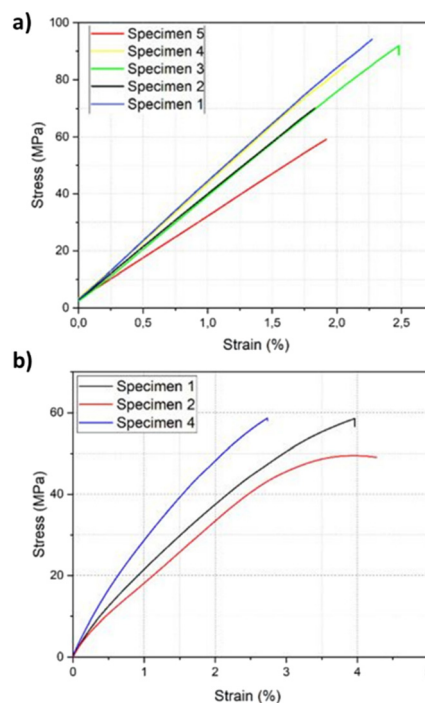 a)
100
Specimen 5
Specimen 4
Specimen 3
Specimen 2
Specimen 1
80
60
40
20
0
Stress (MPa)
0,0 0,5 1,0 1,5 2,0 2,5
Strain (%)
b)
Specimen 1
Specimen 2
Specimen 4
60
40
20
0
Stress (MPa)
0 1 2 3 4
Strain (%)